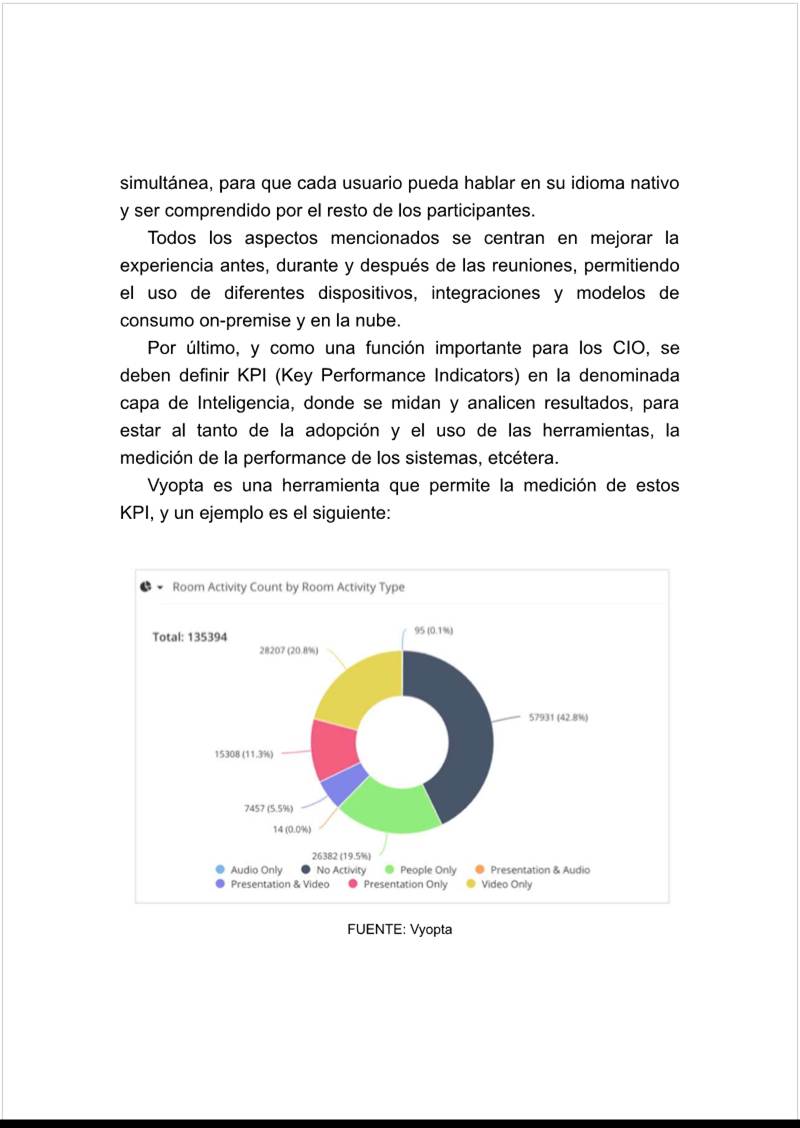 simultánea, para que cada usuario pueda hablar en su idioma nativo
y ser comprendido por el resto de los participantes.
Todos los aspectos mencionados se centran en mejorar la
experiencia antes, durante y después de las reuniones, permitiendo
el uso de diferentes dispositivos, integraciones y modelos de
consumo on-premise y en la nube.
Por último, y como una función importante para los CIO, se
deben definir KPI (Key Performance Indicators) en la denominada
capa de Inteligencia, donde se midan y analicen resultados, para
estar al tanto de la adopción y el uso de las herramientas, la
medición de la performance de los sistemas, etcétera.
Vyopta es una herramienta que permite la medición de estos
KPI, y un ejemplo es el siguiente:
Room Activity Count by Room Activity Type
Total: 135394
95 (0.1%)
28207 (20.8%)
57931 (42.8%)
15308 (11.3%)
7457 (5.5%)
14 (0.0%)
26382 (19.5%)
Audio Only No Activity People Only Presentation & Audio
Presentation & Video Presentation Only Video Only
FUENTE: Vyopta